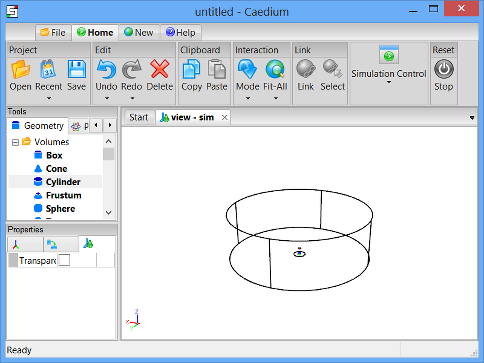 untitled - Caedium
File Home New Help
Project Edit Clipboard Interaction Link Reset
Open Recent Save Undo Redo Delete Copy Paste Mode Fit-All Link Select Simulation Control Stop
Tools
Geometry
Volumes
Box
Cone
Cylinder
Frustum
Sphere
Properties
Transpare
Start view - sim
Ready